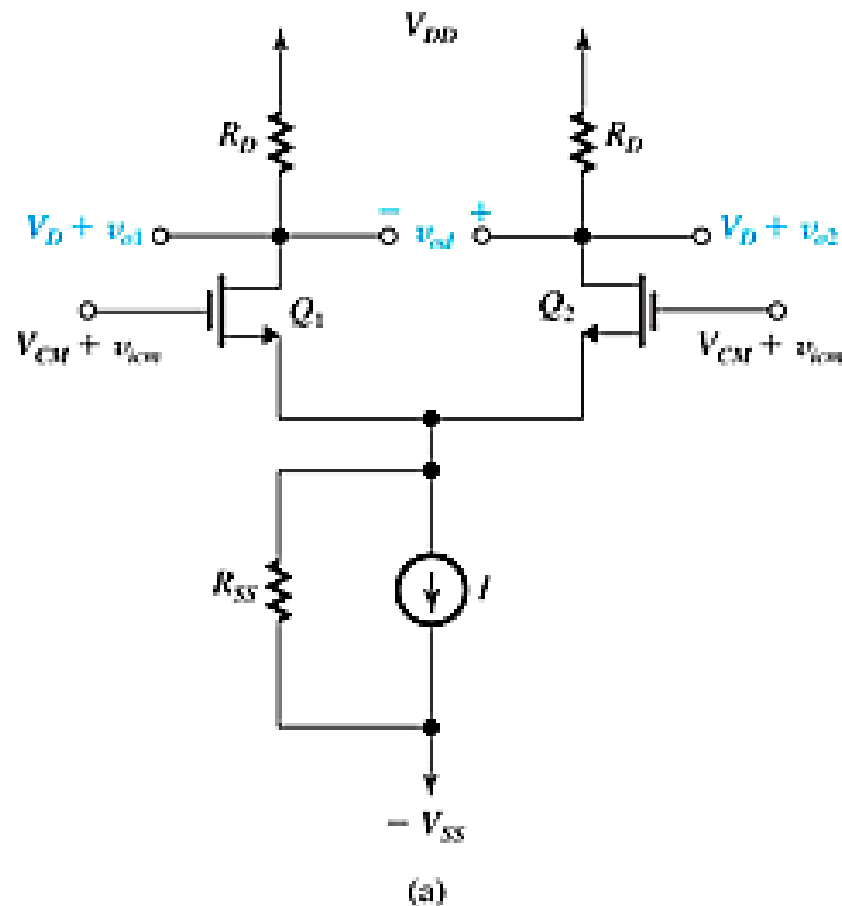 V_DD
R_D R_D
V_D + v_o1 − v_od + V_D + v_o2
Q_1 Q_2
V_CM + v_icm V_CM + v_icm
R_SS I
− V_SS
(a)